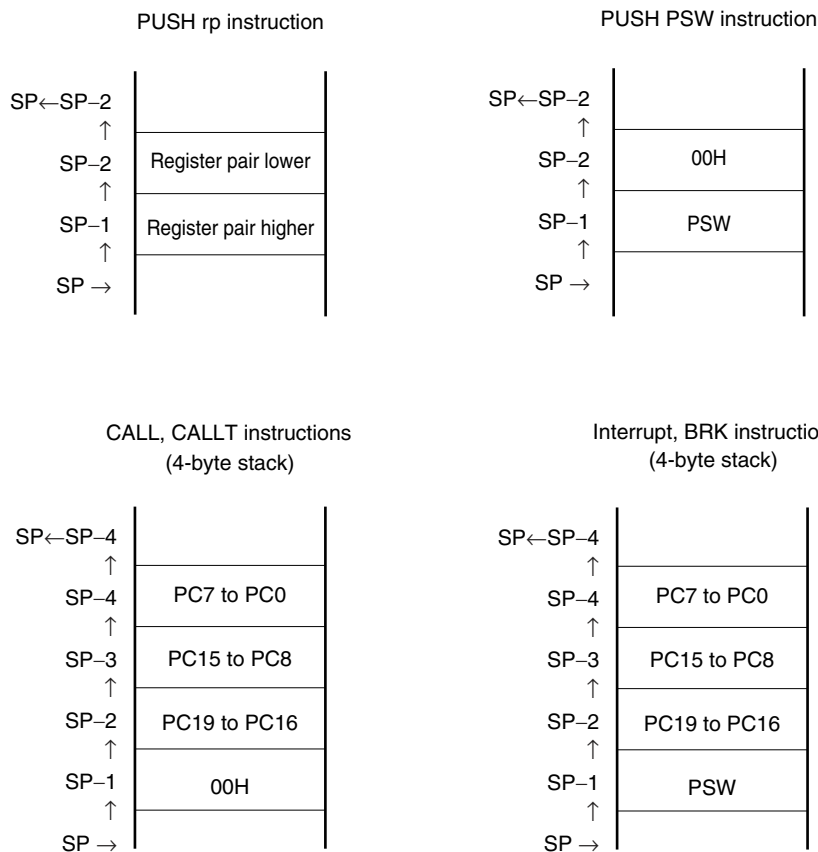 PUSH rp instruction
SP←SP−2
↑
SP−2
Register pair lower
↑
SP−1
Register pair higher
↑
SP →
PUSH PSW instruction
SP←SP−2
↑
SP−2
00H
↑
SP−1
PSW
↑
SP →
CALL, CALLT instructions
(4-byte stack)
SP←SP−4
↑
SP−4
PC7 to PC0
↑
SP−3
PC15 to PC8
↑
SP−2
PC19 to PC16
↑
SP−1
00H
↑
SP →
Interrupt, BRK instructio
(4-byte stack)
SP←SP−4
↑
SP−4
PC7 to PC0
↑
SP−3
PC15 to PC8
↑
SP−2
PC19 to PC16
↑
SP−1
PSW
↑
SP →